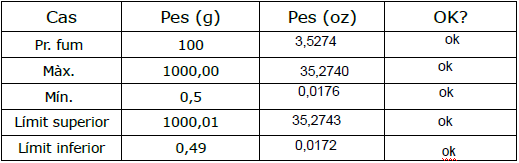 Cas Pes (g) Pes (oz) OK?
Pr. fum 100 3,5274 ok
Màx. 1000,00 35,2740 ok
Mín. 0,5 0,0176 ok
Límit superior 1000,01 35,2743 ok
Límit inferior 0,49 0,0172 ok